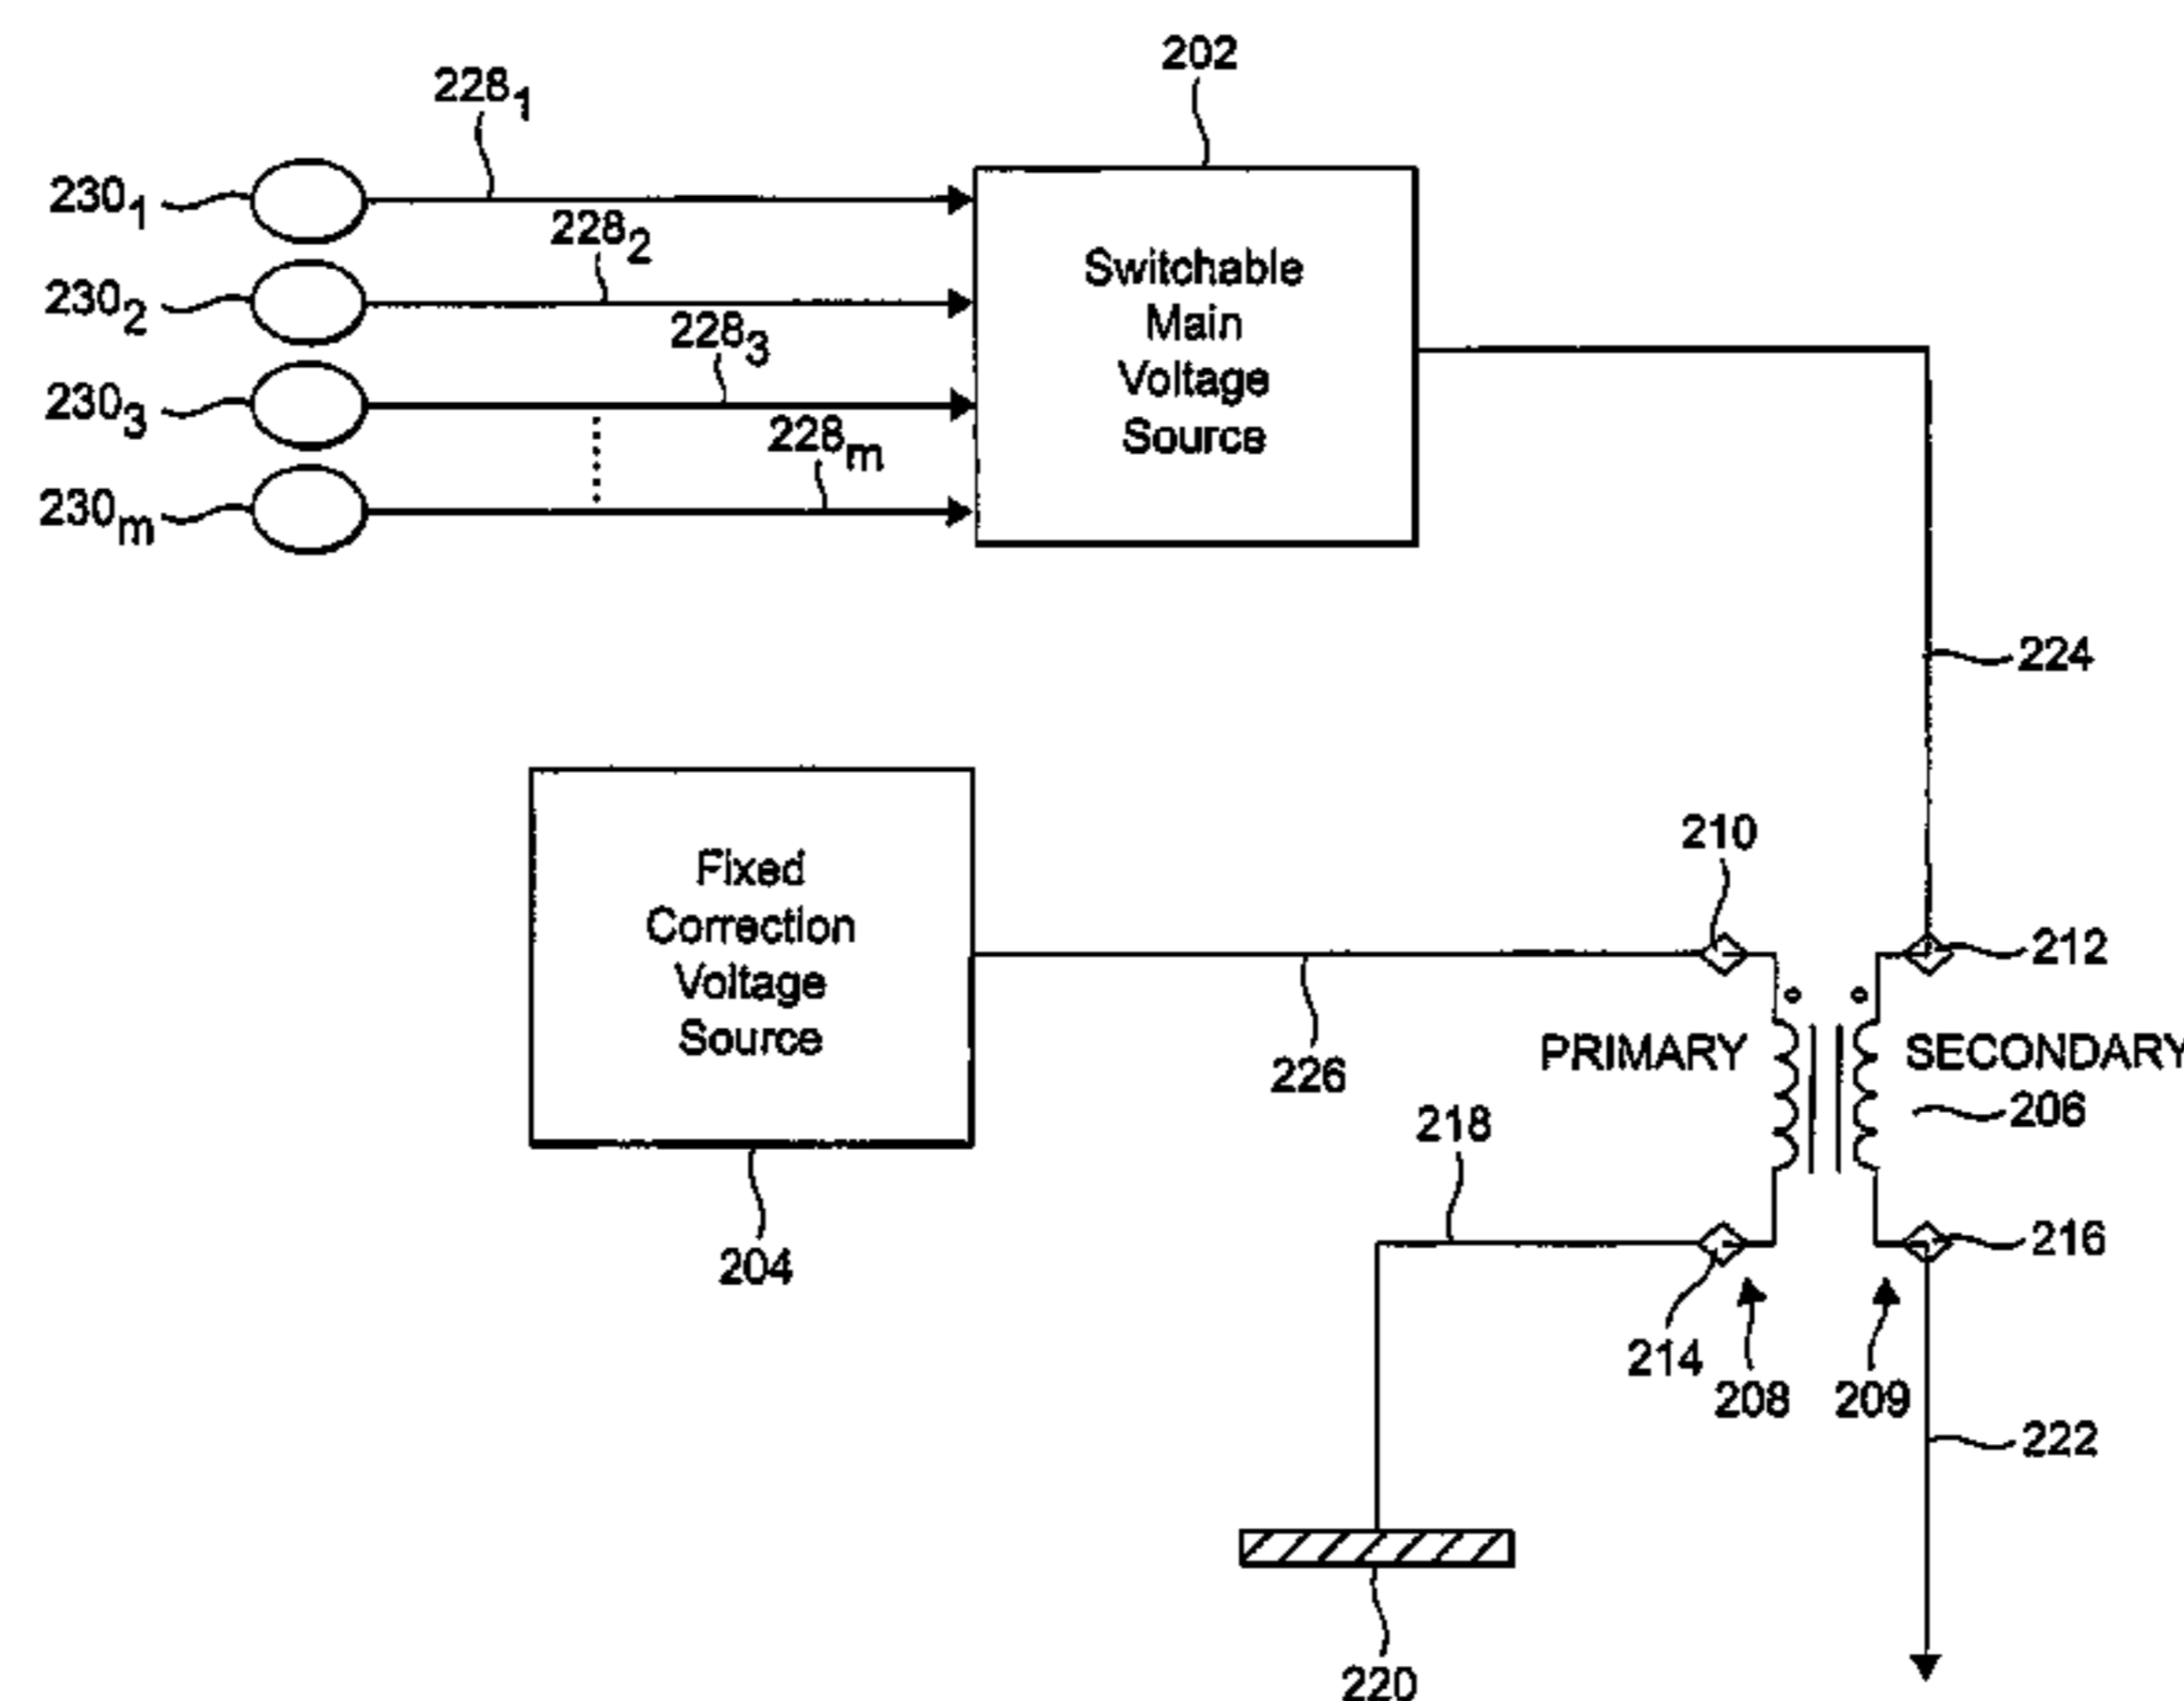 202
228₁
230₁
228₂
230₂
228₃
230₃
228ₘ
230ₘ
Switchable
Main
Voltage
Source
224
210
212
Fixed
Correction
Voltage
Source
226
PRIMARY
SECONDARY
206
218
216
204
214
208
209
222
220